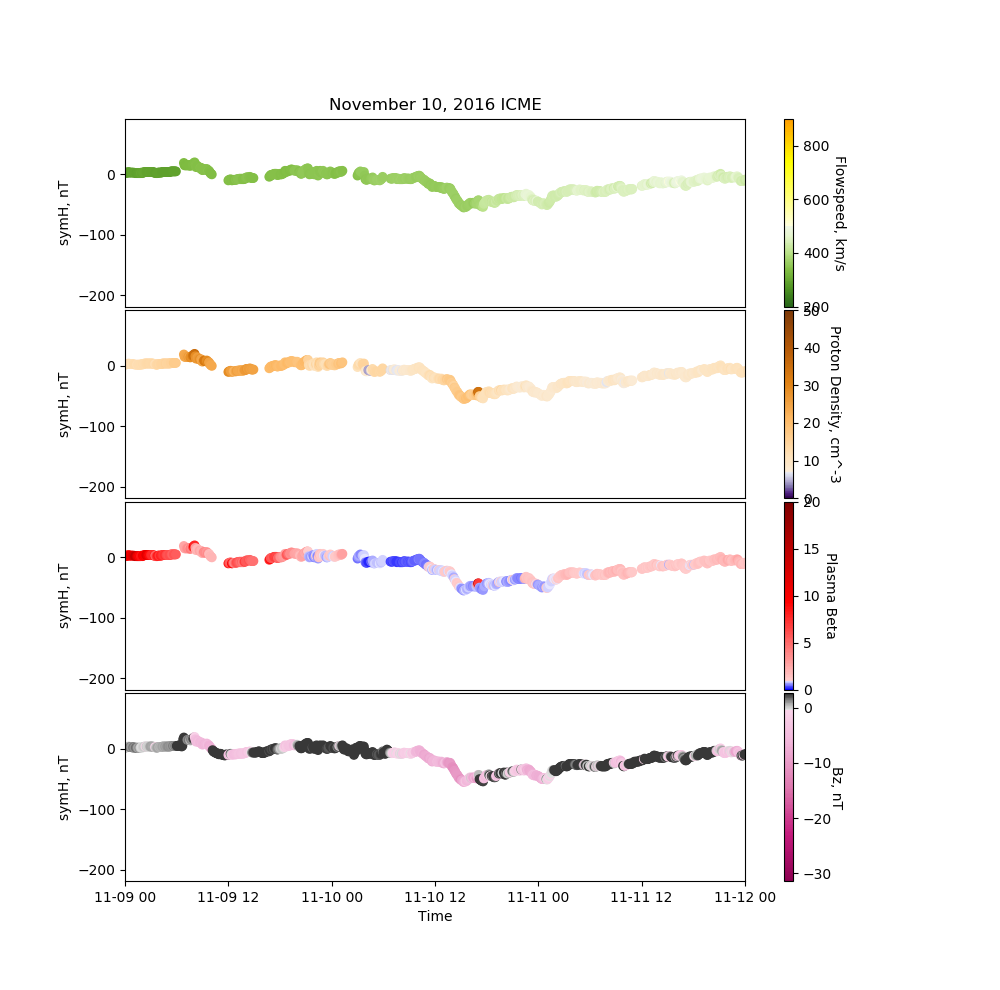 November 10, 2016 ICME
0
−100
−200
symH, nT
800
600
400
200
Flowspeed, km/s
0
−100
−200
symH, nT
50
40
30
20
10
0
Proton Density, cm^-3
0
−100
−200
symH, nT
20
15
10
5
0
Plasma Beta
0
−100
−200
symH, nT
0
−10
−20
−30
Bz, nT
11-09 00 11-09 12 11-10 00 11-10 12 11-11 00 11-11 12 11-12 00
Time